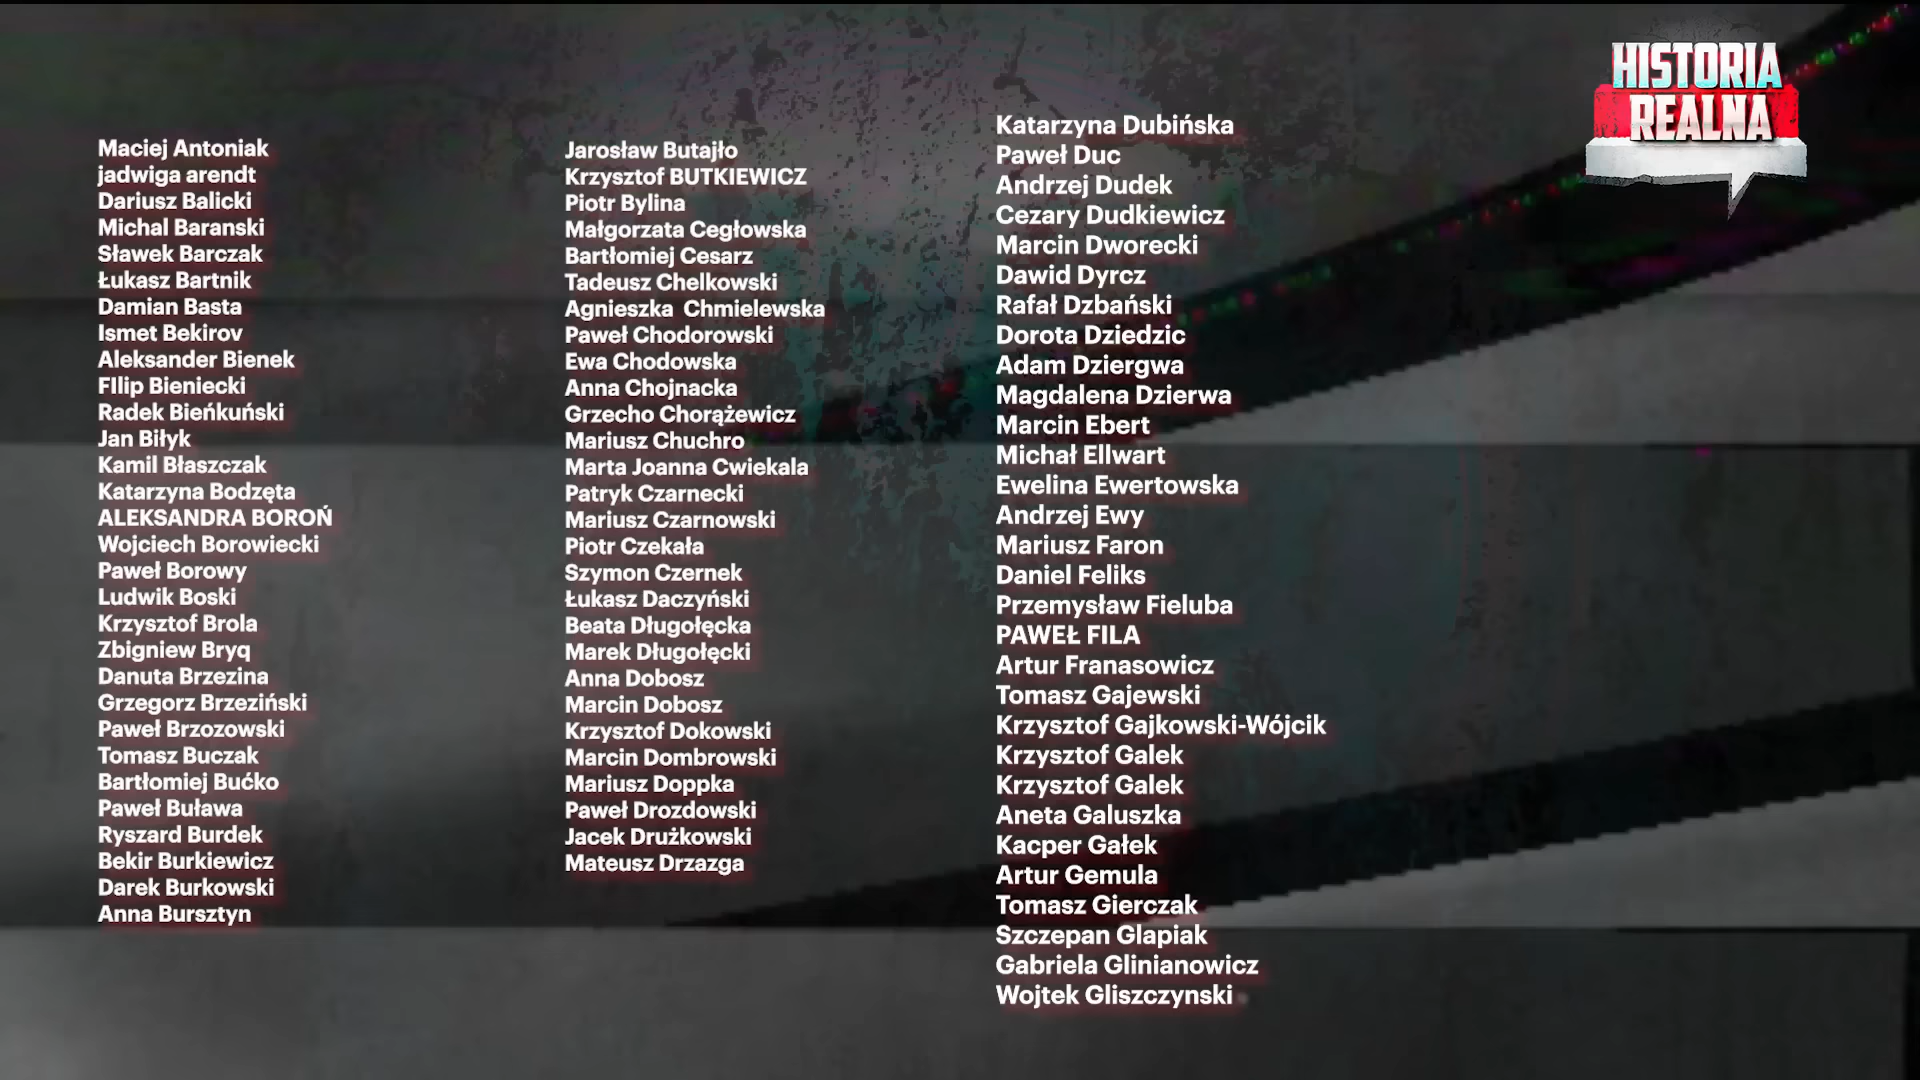 Maciej Antoniak
jadwiga arendt
Dariusz Balicki
Michal Baranski
Sławek Barczak
Łukasz Bartnik
Damian Basta
Ismet Bekirov
Aleksander Bienek
FIlip Bieniecki
Radek Bieńkuński
Jan Biłyk
Kamil Błaszczak
Katarzyna Bodzęta
ALEKSANDRA BOROŃ
Wojciech Borowiecki
Paweł Borowy
Ludwik Boski
Krzysztof Brola
Zbigniew Bryq
Danuta Brzezina
Grzegorz Brzeziński
Paweł Brzozowski
Tomasz Buczak
Bartłomiej Bućko
Paweł Buława
Ryszard Burdek
Bekir Burkiewicz
Darek Burkowski
Anna Bursztyn
Jarosław Butajło
Krzysztof BUTKIEWICZ
Piotr Bylina
Małgorzata Cegłowska
Bartłomiej Cesarz
Tadeusz Chelkowski
Agnieszka  Chmielewska
Paweł Chodorowski
Ewa Chodowska
Anna Chojnacka
Grzecho Chorążewicz
Mariusz Chuchro
Marta Joanna Cwiekala
Patryk Czarnecki
Mariusz Czarnowski
Piotr Czekała
Szymon Czernek
Łukasz Daczyński
Beata Długołęcka
Marek Długołęcki
Anna Dobosz
Marcin Dobosz
Krzysztof Dokowski
Marcin Dombrowski
Mariusz Doppka
Paweł Drozdowski
Jacek Drużkowski
Mateusz Drzazga
Katarzyna Dubińska
Paweł Duc
Andrzej Dudek
Cezary Dudkiewicz
Marcin Dworecki
Dawid Dyrcz
Rafał Dzbański
Dorota Dziedzic
Adam Dziergwa
Magdalena Dzierwa
Marcin Ebert
Michał Ellwart
Ewelina Ewertowska
Andrzej Ewy
Mariusz Faron
Daniel Feliks
Przemysław Fieluba
PAWEŁ FILA
Artur Franasowicz
Tomasz Gajewski
Krzysztof Gajkowski-Wójcik
Krzysztof Galek
Krzysztof Galek
Aneta Galuszka
Kacper Gałek
Artur Gemula
Tomasz Gierczak
Szczepan Glapiak
Gabriela Glinianowicz
Wojtek Gliszczynski
HISTORIA
REALNA